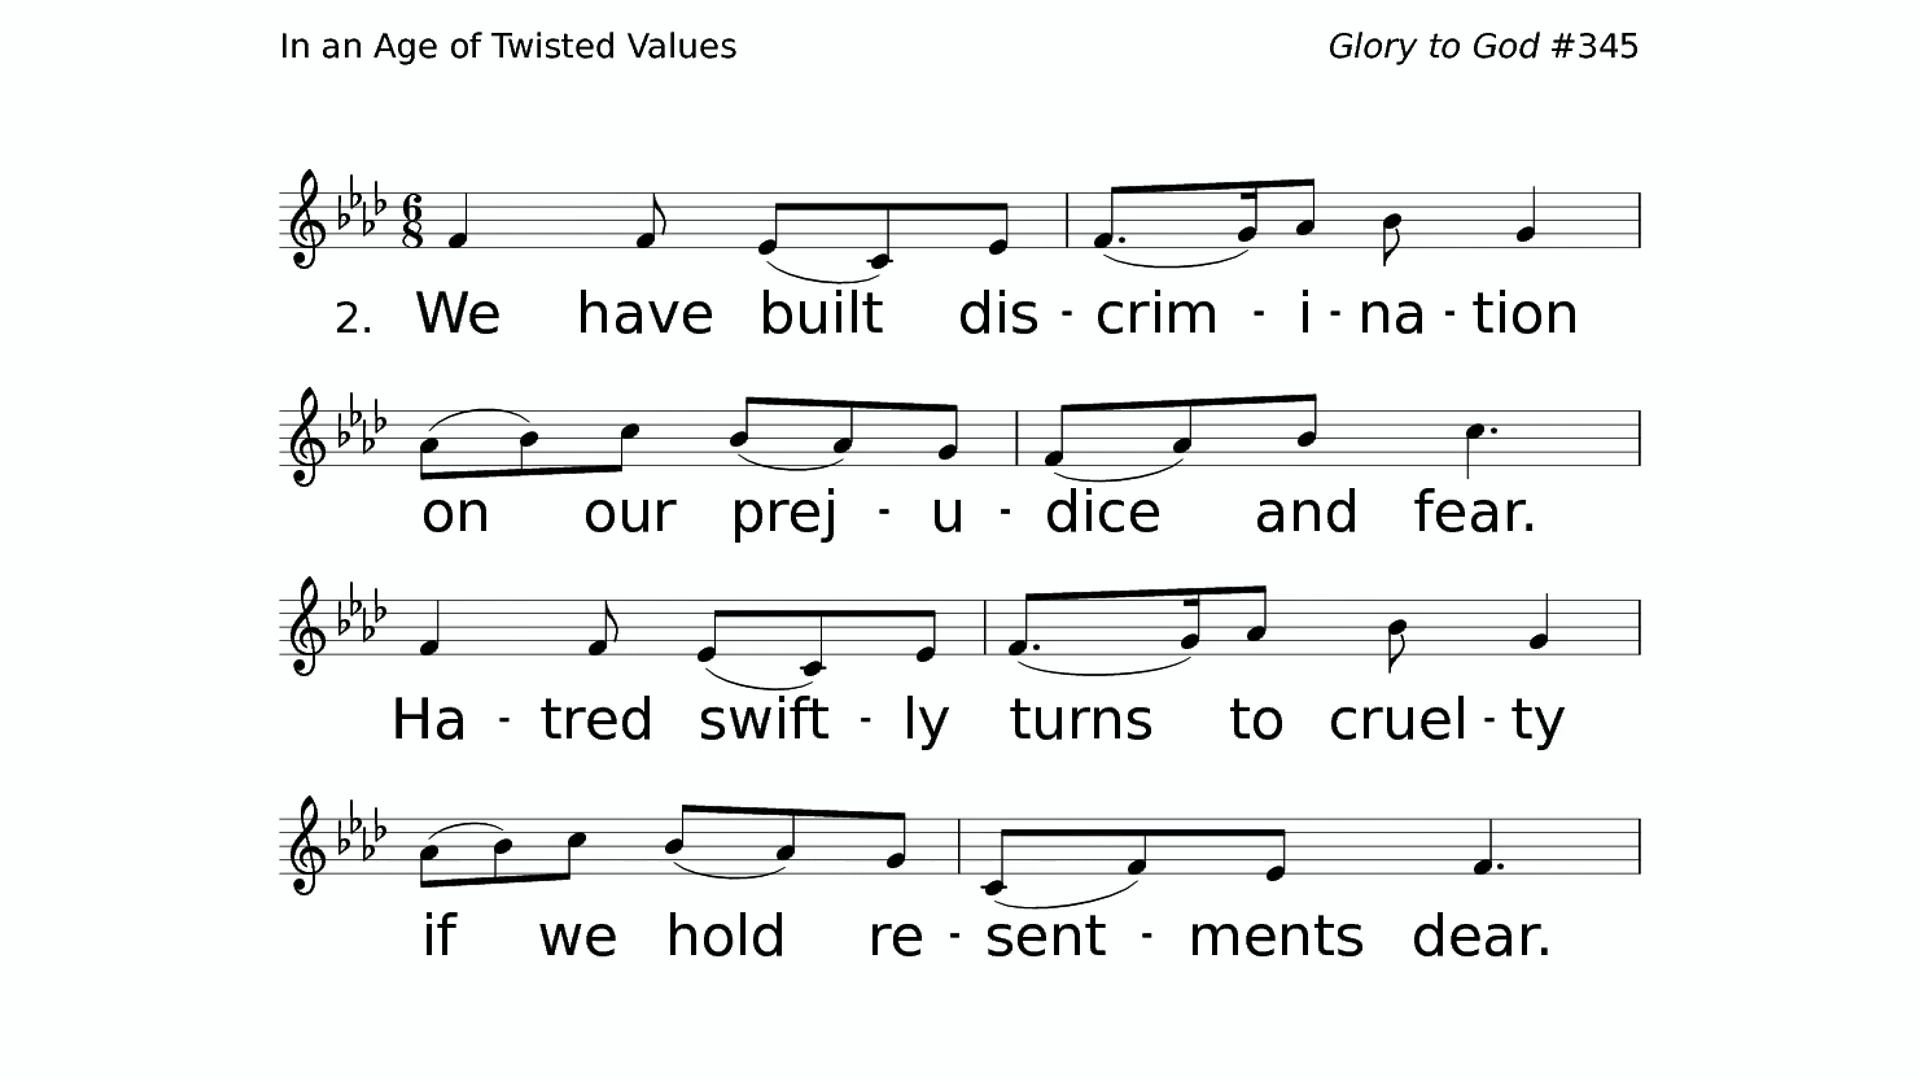 In an Age of Twisted Values Glory to God #345
6
8
2. We have built dis - crim - i - na - tion
on our prej - u - dice and fear.
Ha - tred swift - ly turns to cruel - ty
if we hold re - sent - ments dear.